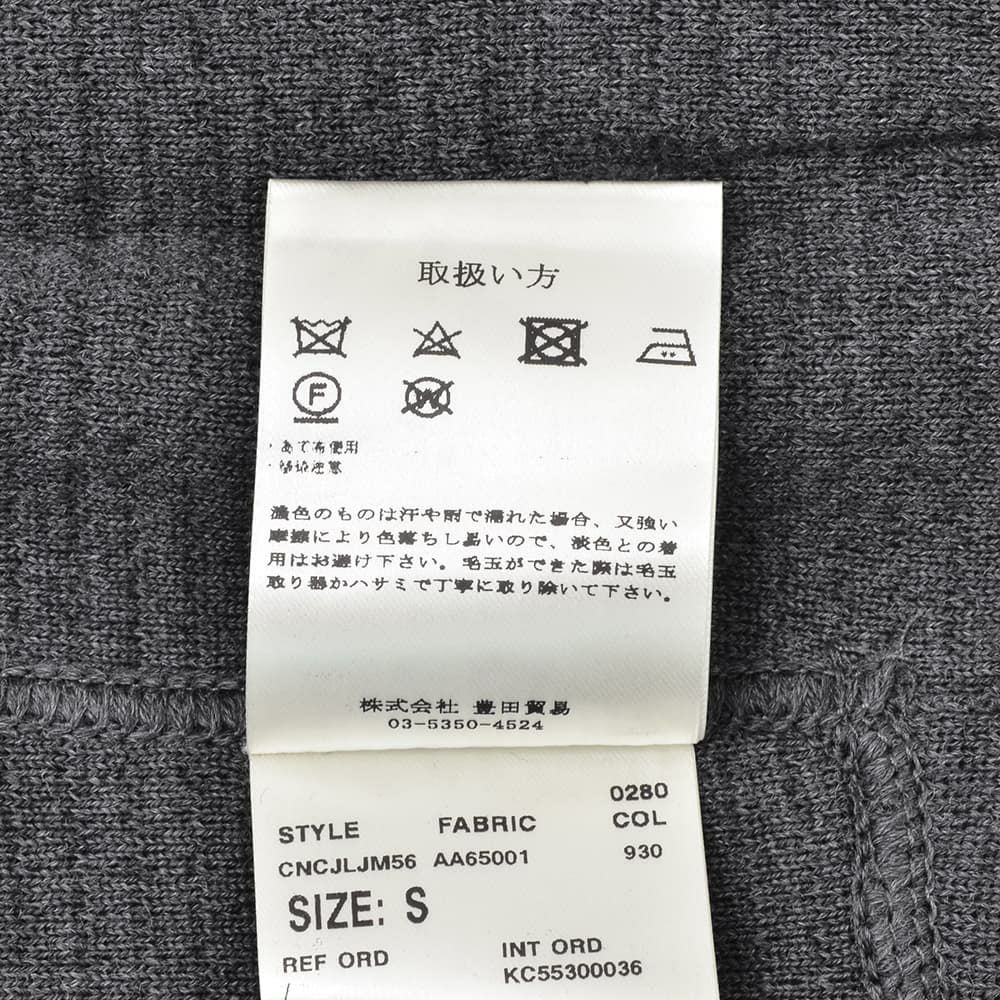 取扱い方
F
W
・あて布使用
濃色のものは汗や雨で濡れた場合、又強い
摩擦により色落ちし易いので、淡色との着
用はお避け下さい。毛玉ができた際は毛玉
取り器かハサミで丁寧に取り除いて下さい。
株式会社 豊田貿易
03-5350-4524
0280
STYLE FABRIC COL
CNCJLJM56 AA65001 930
SIZE: S
REF ORD INT ORD
KC55300036